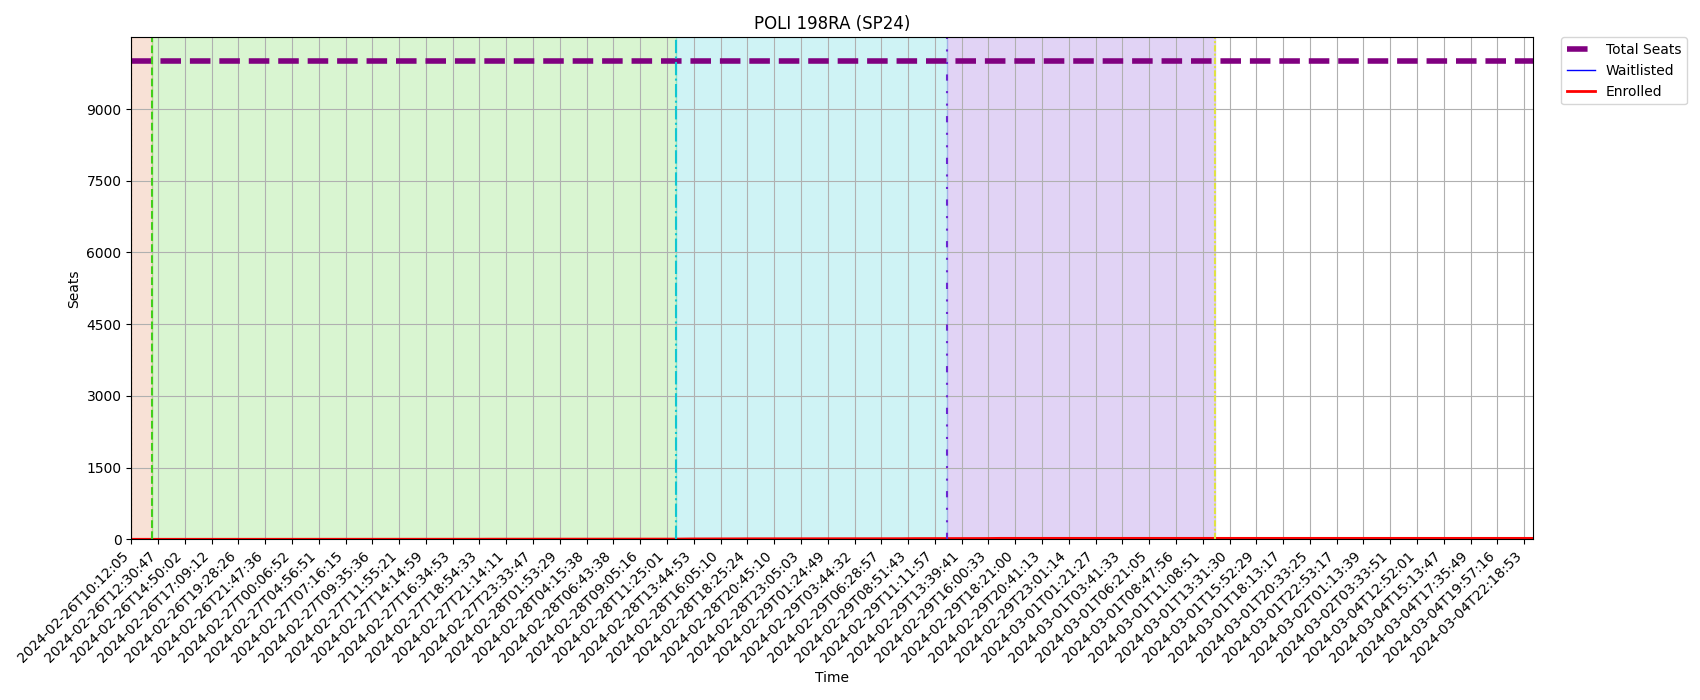 POLI 198RA (SP24)
Total Seats
Waitlisted
Enrolled
9000
7500
6000
4500
3000
1500
0
Seats
2024-02-26T10:12:05
2024-02-26T12:30:47
2024-02-26T14:50:02
2024-02-26T17:09:12
2024-02-26T19:28:26
2024-02-26T21:47:36
2024-02-27T00:06:52
2024-02-27T04:56:51
2024-02-27T07:16:15
2024-02-27T09:35:36
2024-02-27T11:55:21
2024-02-27T14:14:59
2024-02-27T16:34:53
2024-02-27T18:54:33
2024-02-27T21:14:11
2024-02-27T23:33:47
2024-02-28T01:53:29
2024-02-28T04:15:38
2024-02-28T06:43:38
2024-02-28T09:05:16
2024-02-28T11:25:01
2024-02-28T13:44:53
2024-02-28T16:05:10
2024-02-28T18:25:24
2024-02-28T20:45:10
2024-02-28T23:05:03
2024-02-29T01:24:49
2024-02-29T03:44:32
2024-02-29T06:28:57
2024-02-29T08:51:43
2024-02-29T11:11:57
2024-02-29T13:39:41
2024-02-29T16:00:33
2024-02-29T18:21:00
2024-02-29T20:41:13
2024-02-29T23:01:14
2024-03-01T01:21:27
2024-03-01T03:41:33
2024-03-01T06:21:05
2024-03-01T08:47:56
2024-03-01T11:08:51
2024-03-01T13:31:30
2024-03-01T15:52:29
2024-03-01T18:13:17
2024-03-01T20:33:25
2024-03-01T22:53:17
2024-03-02T01:13:39
2024-03-02T03:33:51
2024-03-04T12:52:01
2024-03-04T15:13:47
2024-03-04T17:35:49
2024-03-04T19:57:16
2024-03-04T22:18:53
Time